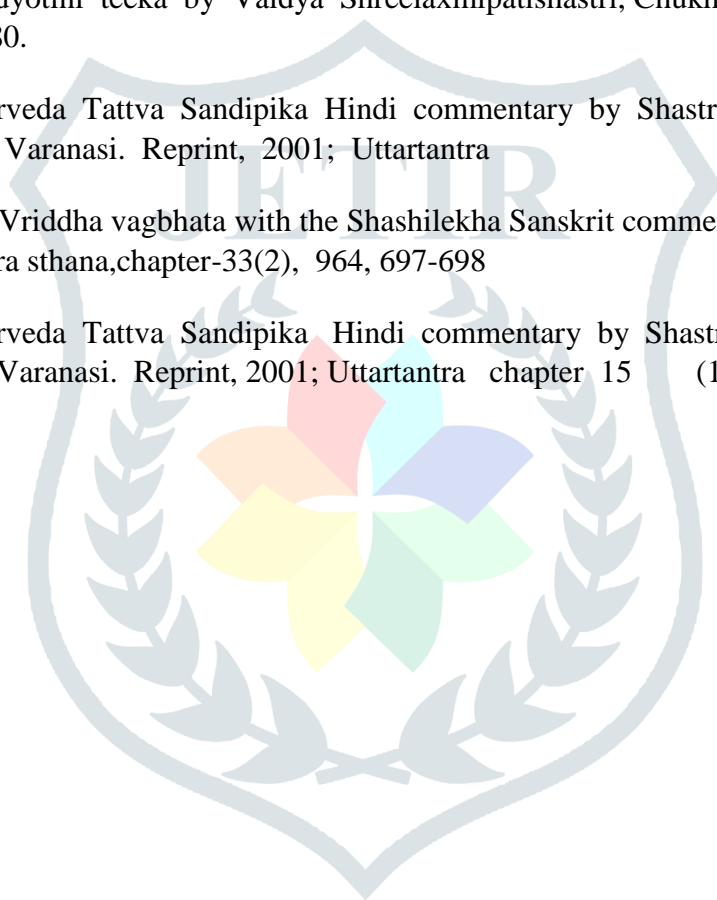 teeka by Vaidya Shreelaxmipatishastri, Chukh
30.
rveda Tattva Sandipika Hindi commentary by Shastr
Varanasi. Reprint, 2001; Uttartantra
JETIR
Vriddha vagbhata with the Shashilekha Sanskrit comme
ra sthana,chapter-33(2), 964, 697-698
rveda Tattva Sandipika Hindi commentary by Shastr
Varanasi. Reprint, 2001; Uttartantra chapter 15 (1